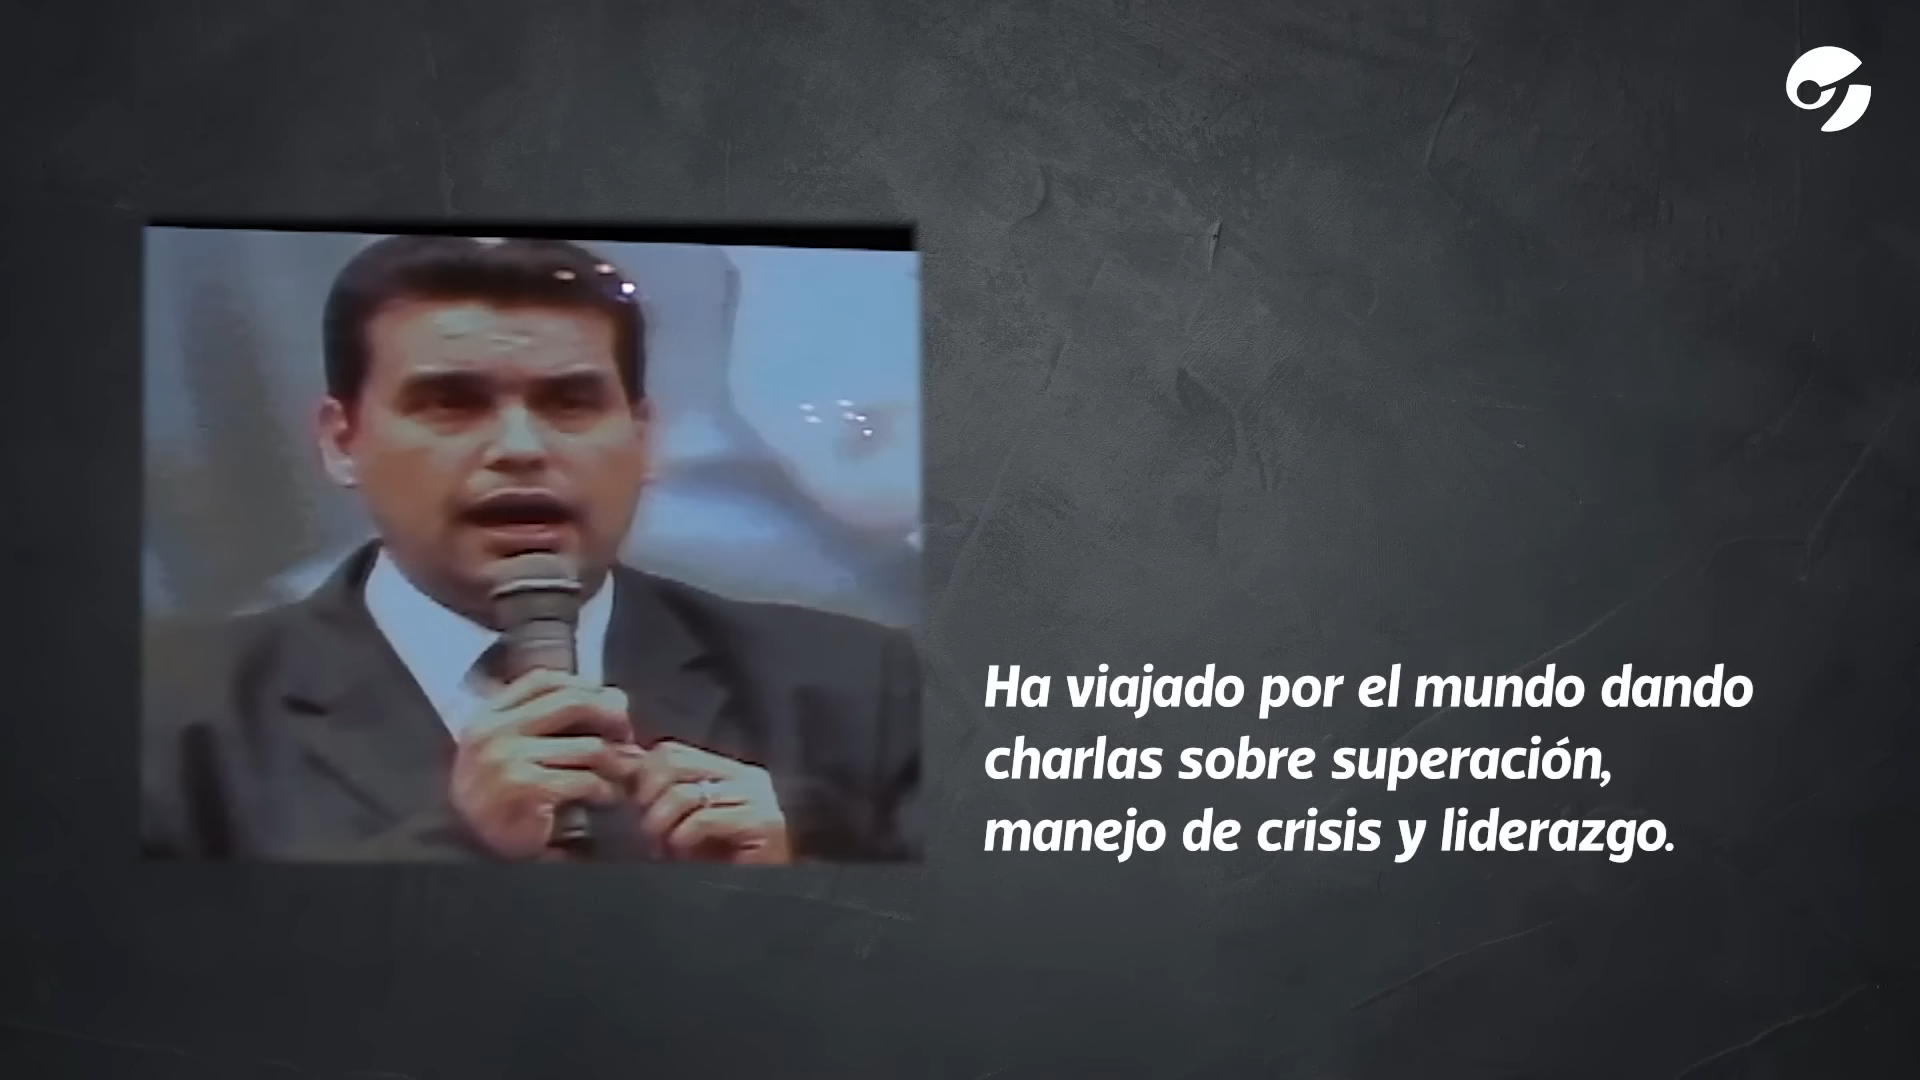 Ha viajado por el mundo dando
charlas sobre superación,
manejo de crisis y liderazgo.